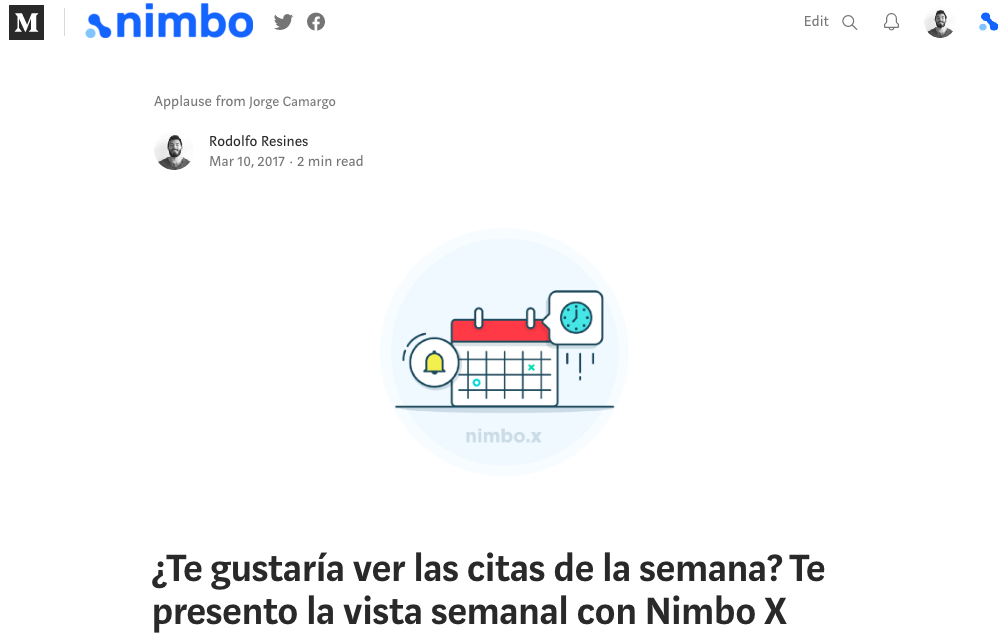 M nimbo Edit
Applause from Jorge Camargo
Rodolfo Resines
Mar 10, 2017 · 2 min read
nimbo.x
¿Te gustaría ver las citas de la semana? Te
presento la vista semanal con Nimbo X